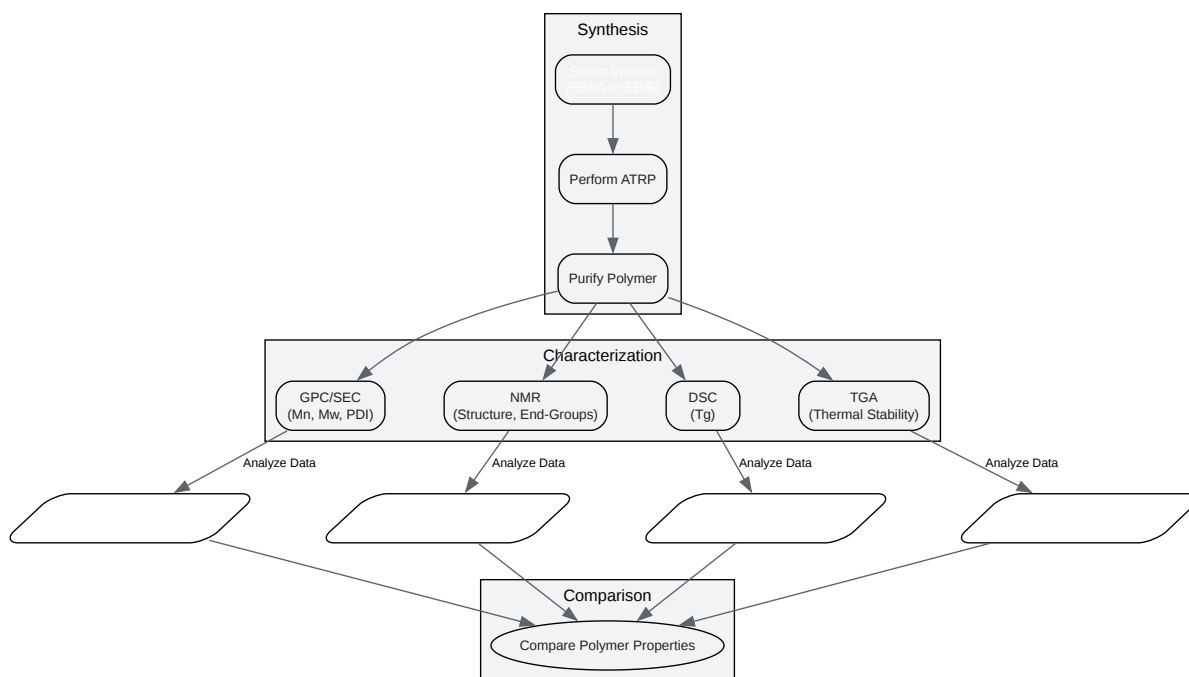 Synthesis
Select Initiator
(EBPA or EBiB)
Perform ATRP
Purify Polymer
Characterization
GPC/SEC
(Mn, Mw, PDI)
NMR
(Structure, End-Groups)
DSC
(Tg)
TGA
(Thermal Stability)
Analyze Data
Analyze Data
Analyze Data
Analyze Data
Comparison
Compare Polymer Properties